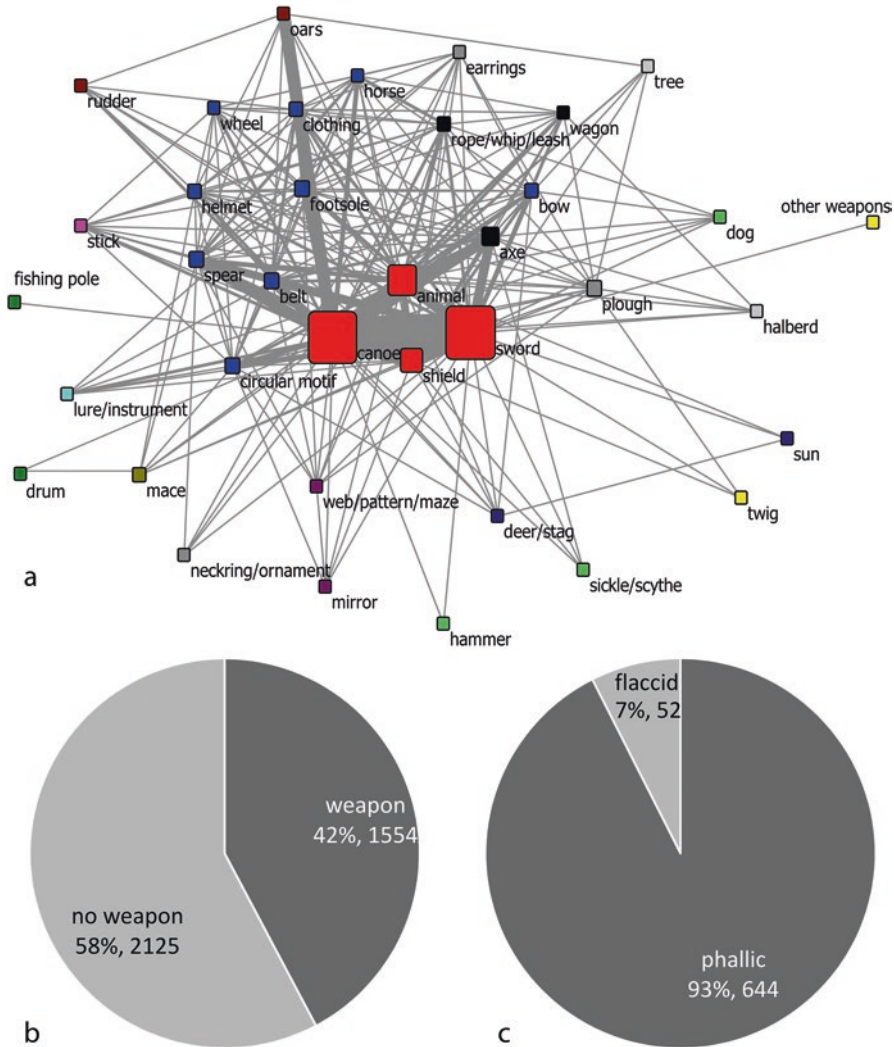 oars
earrings
tree
horse
rudder
wheel
clothing
rope/whip/leash
wagon
helmet
footsole
bow
other weapons
stick
dog
axe
fishing pole
spear
belt
animal
plough
halberd
canoe
sword
shield
circular motif
lure/instrument
sun
drum
mace
web/pattern/maze
twig
deer/stag
a
neckring/ornament
mirror
sickle/scythe
hammer
flaccid
7%, 52
weapon
42%, 1554
no weapon
58%, 2125
phallic
93%, 644
b
c